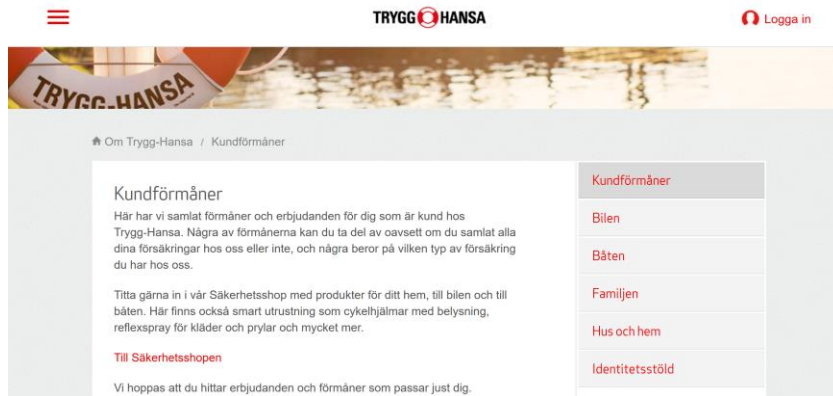 TRYGG HANSA
Logga in
TRYGG-HANSA
Om Trygg-Hansa / Kundförmåner
Kundförmåner
Här har vi samlat förmåner och erbjudanden för dig som är kund hos
Trygg-Hansa. Några av förmånerna kan du ta del av oavsett om du samlat alla
dina försäkringar hos oss eller inte, och några beror på vilken typ av försäkring
du har hos oss.
Titta gärna in i vår Säkerhetsshop med produkter för ditt hem, till bilen och till
båten. Här finns också smart utrustning som cykelhjälmar med belysning,
reflexspray för kläder och prylar och mycket mer.
Till Säkerhetsshopen
Vi hoppas att du hittar erbjudanden och förmåner som passar just dig.
Kundförmåner
Bilen
Båten
Familjen
Hus och hem
Identitetsstöld